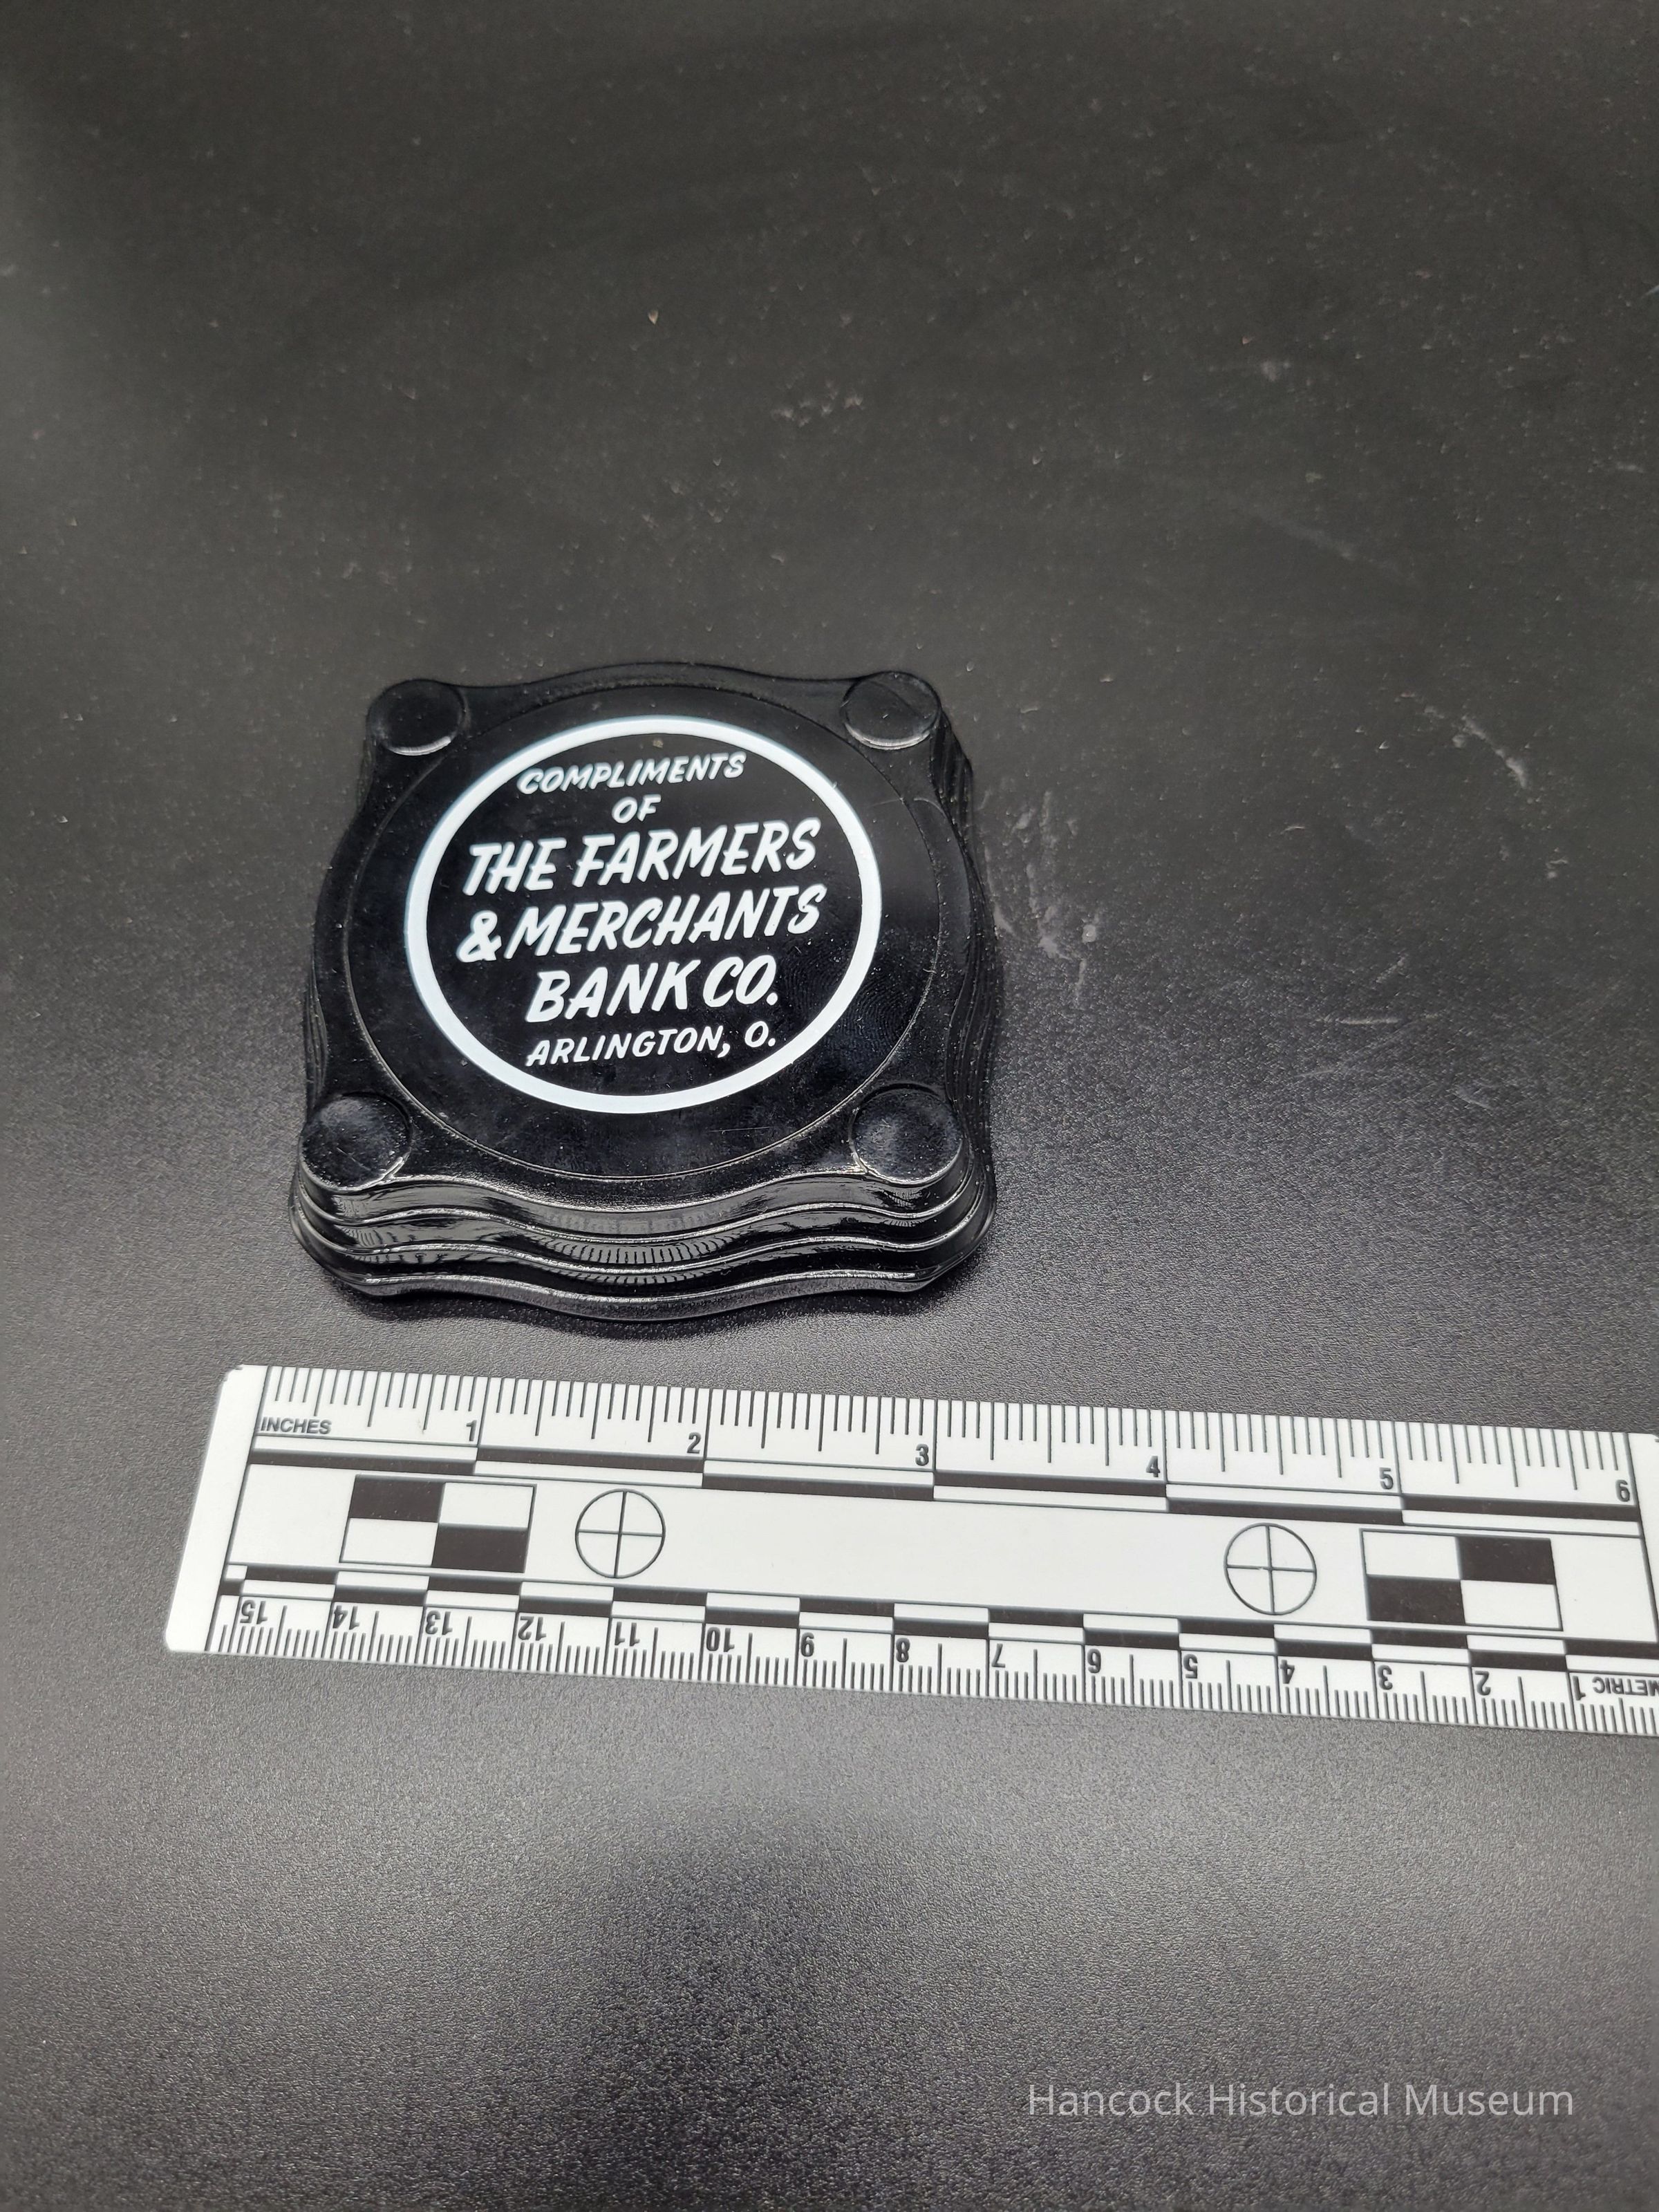 COMPLIMENTS
OF
THE FARMERS
& MERCHANTS
BANK CO.
ARLINGTON, O.
INCHES 1 2 3 4 5 6
15 14 13 12 11 10 9 8 7 6 5 4 3 2 1 METRIC
Hancock Historical Museum